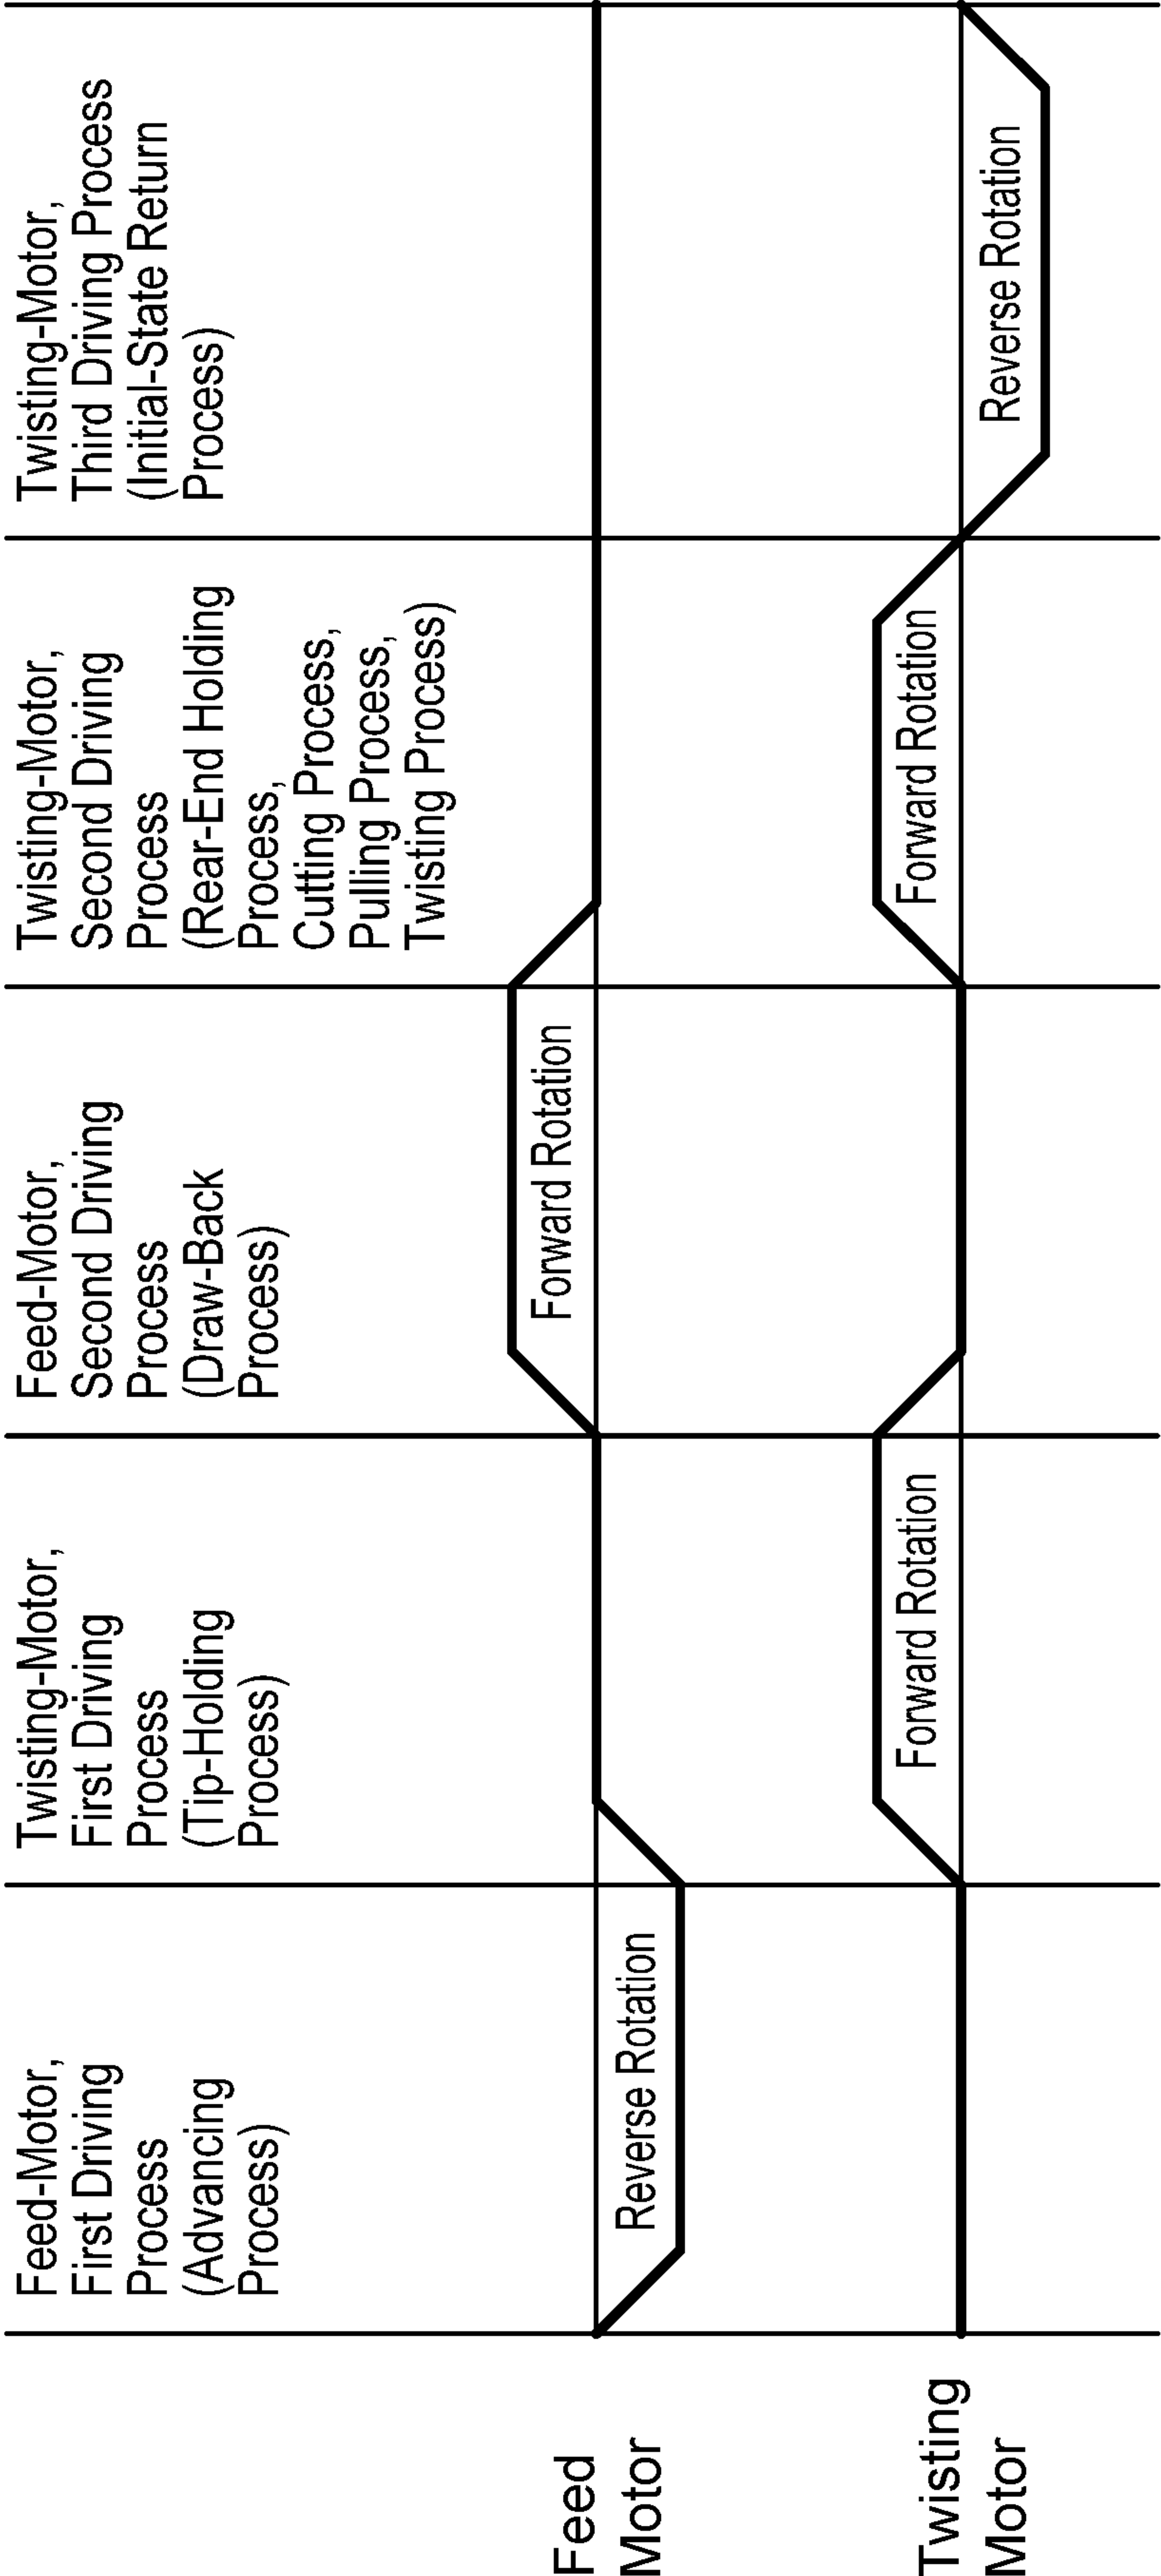 Feed-Motor,
First Driving
Process
(Advancing
Process)
Twisting-Motor,
First Driving
Process
(Tip-Holding
Process)
Feed-Motor,
Second Driving
Process
(Draw-Back
Process)
Twisting-Motor,
Second Driving
Process
(Rear-End Holding
Process,
Cutting Process,
Pulling Process,
Twisting Process)
Twisting-Motor,
Third Driving Process
(Initial-State Return
Process)
Feed
Motor
Reverse Rotation
Forward Rotation
Twisting
Motor
Forward Rotation
Forward Rotation
Reverse Rotation